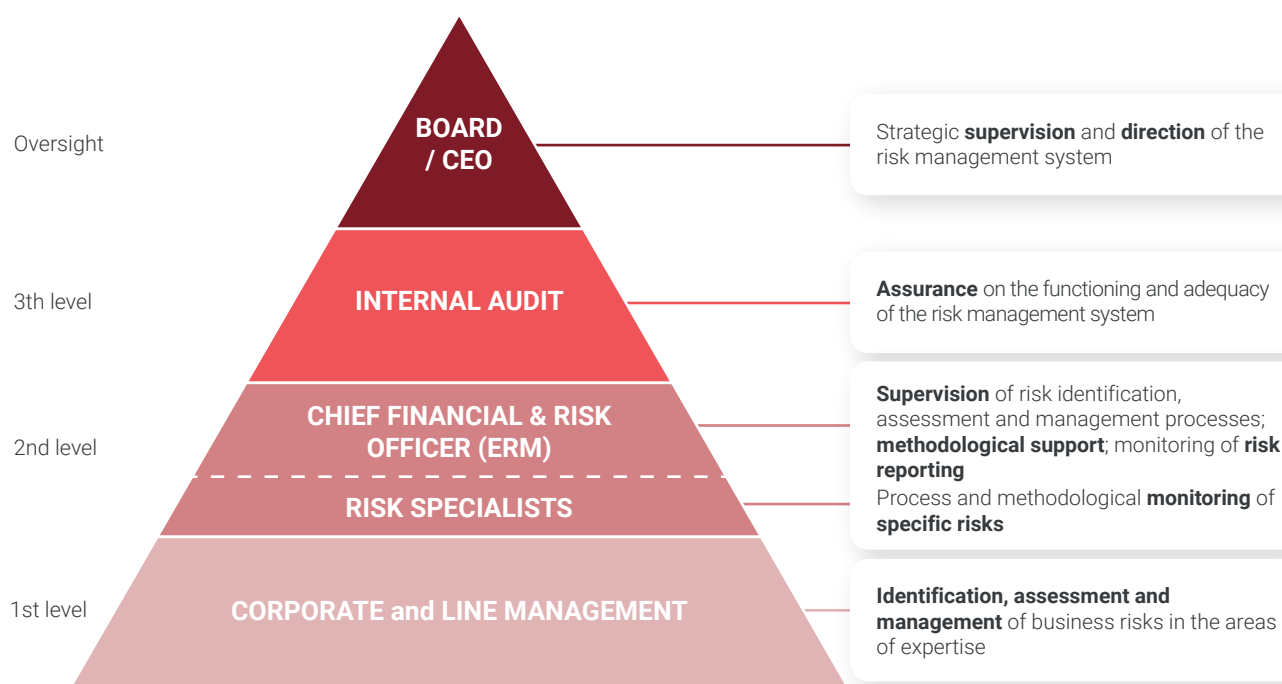 Oversight
BOARD
/ CEO
Strategic supervision and direction of the
risk management system
3th level
INTERNAL AUDIT
Assurance on the functioning and adequacy
of the risk management system
2nd level
CHIEF FINANCIAL & RISK
OFFICER (ERM)
Supervision of risk identification,
assessment and management processes;
methodological support; monitoring of risk
reporting
RISK SPECIALISTS
Process and methodological monitoring of
specific risks
1st level
CORPORATE and LINE MANAGEMENT
Identification, assessment and
management of business risks in the areas
of expertise